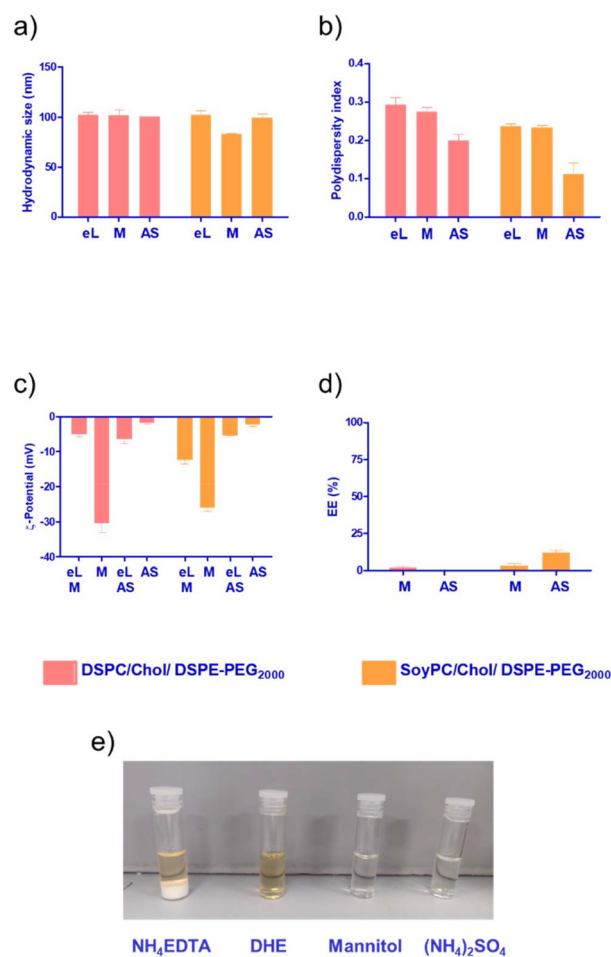 a)
b)
Hydrodynamic size (nm)
150
100
50
0
eL M AS eL M AS
Polydispersity index
0.4
0.3
0.2
0.1
0.0
eL M AS eL M AS
c)
d)
ζ-Potential (mV)
0
-10
-20
-30
-40
eL M eL AS eL M eL AS
M AS M AS
EE (%)
100
75
50
25
0
M AS M AS
DSPC/Chol/ DSPE-PEG2000
SoyPC/Chol/ DSPE-PEG2000
e)
NH4EDTA DHE Mannitol (NH4)2SO4